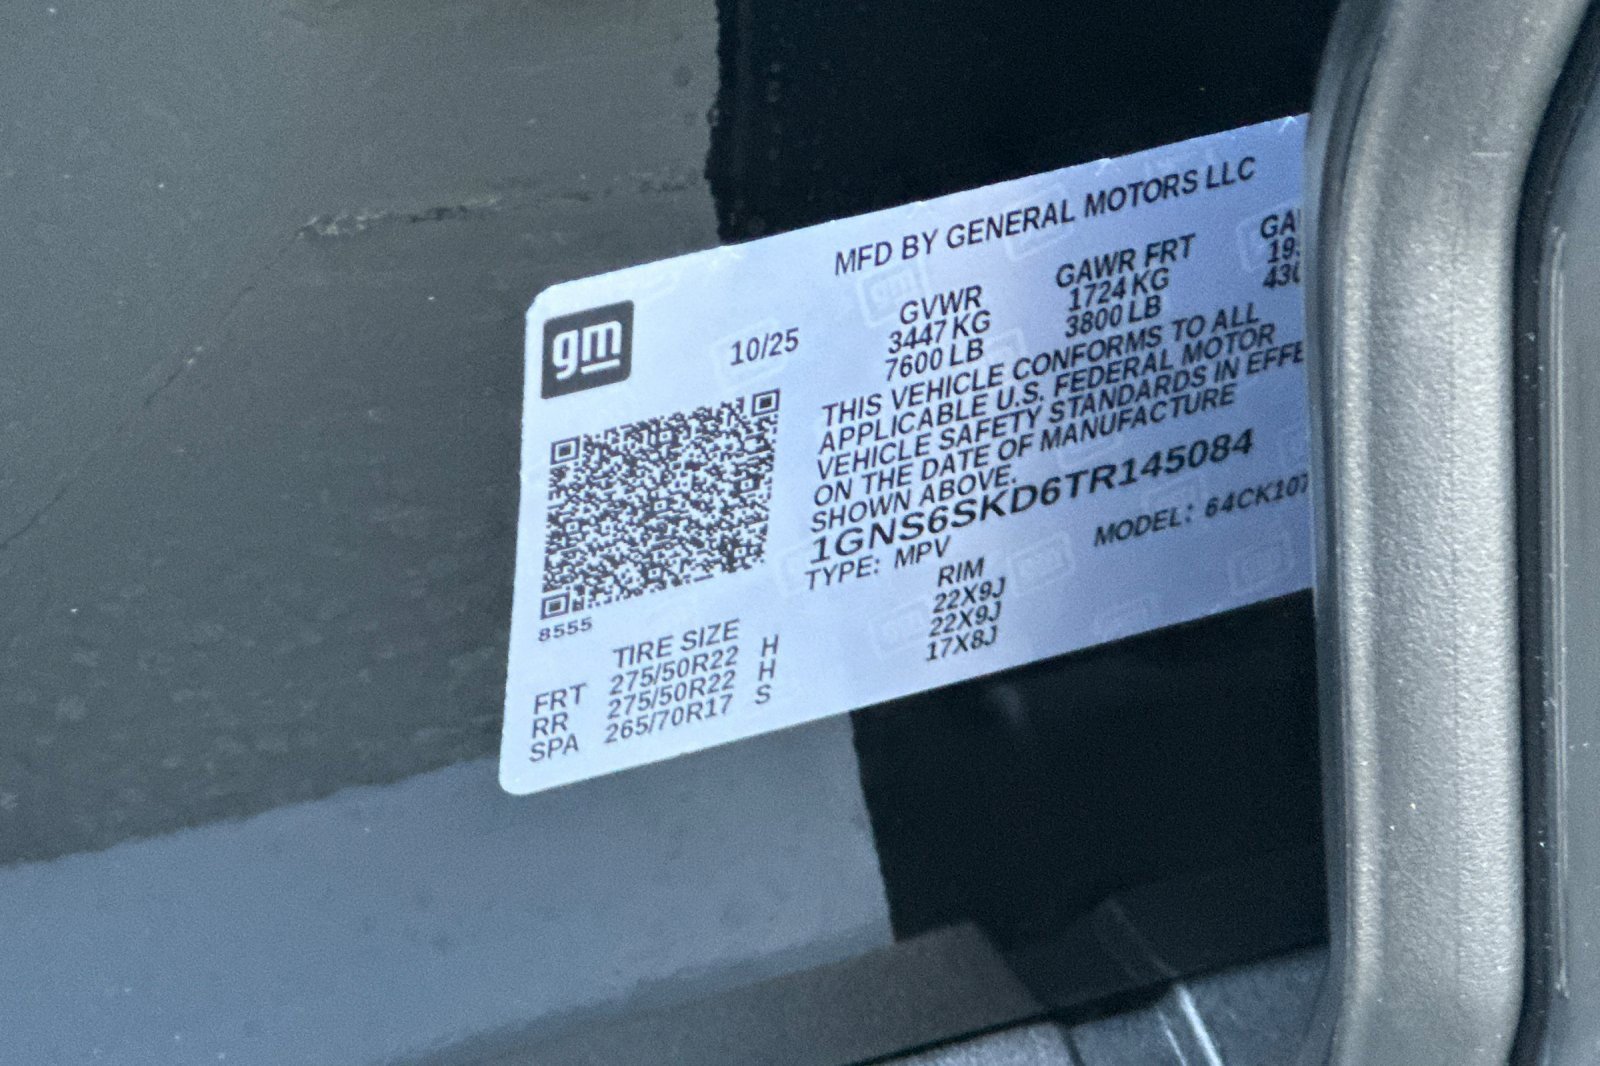 MFD BY GENERAL MOTORS LLC
gm
10/25
GVWR GAWR FRT
3447 KG 1724 KG
7600 LB 3800 LB
THIS VEHICLE CONFORMS TO ALL
APPLICABLE U.S. FEDERAL MOTOR
VEHICLE SAFETY STANDARDS IN
ON THE DATE OF MANUFACTURE
SHOWN ABOVE.
1GNS6SKD6TR145084
TYPE: MPV MODEL:
8555
TIRE SIZE RIM
FRT 275/50R22 H 22X9J
RR 275/50R22 H 22X9J
SPA 265/70R17 S 17X8J